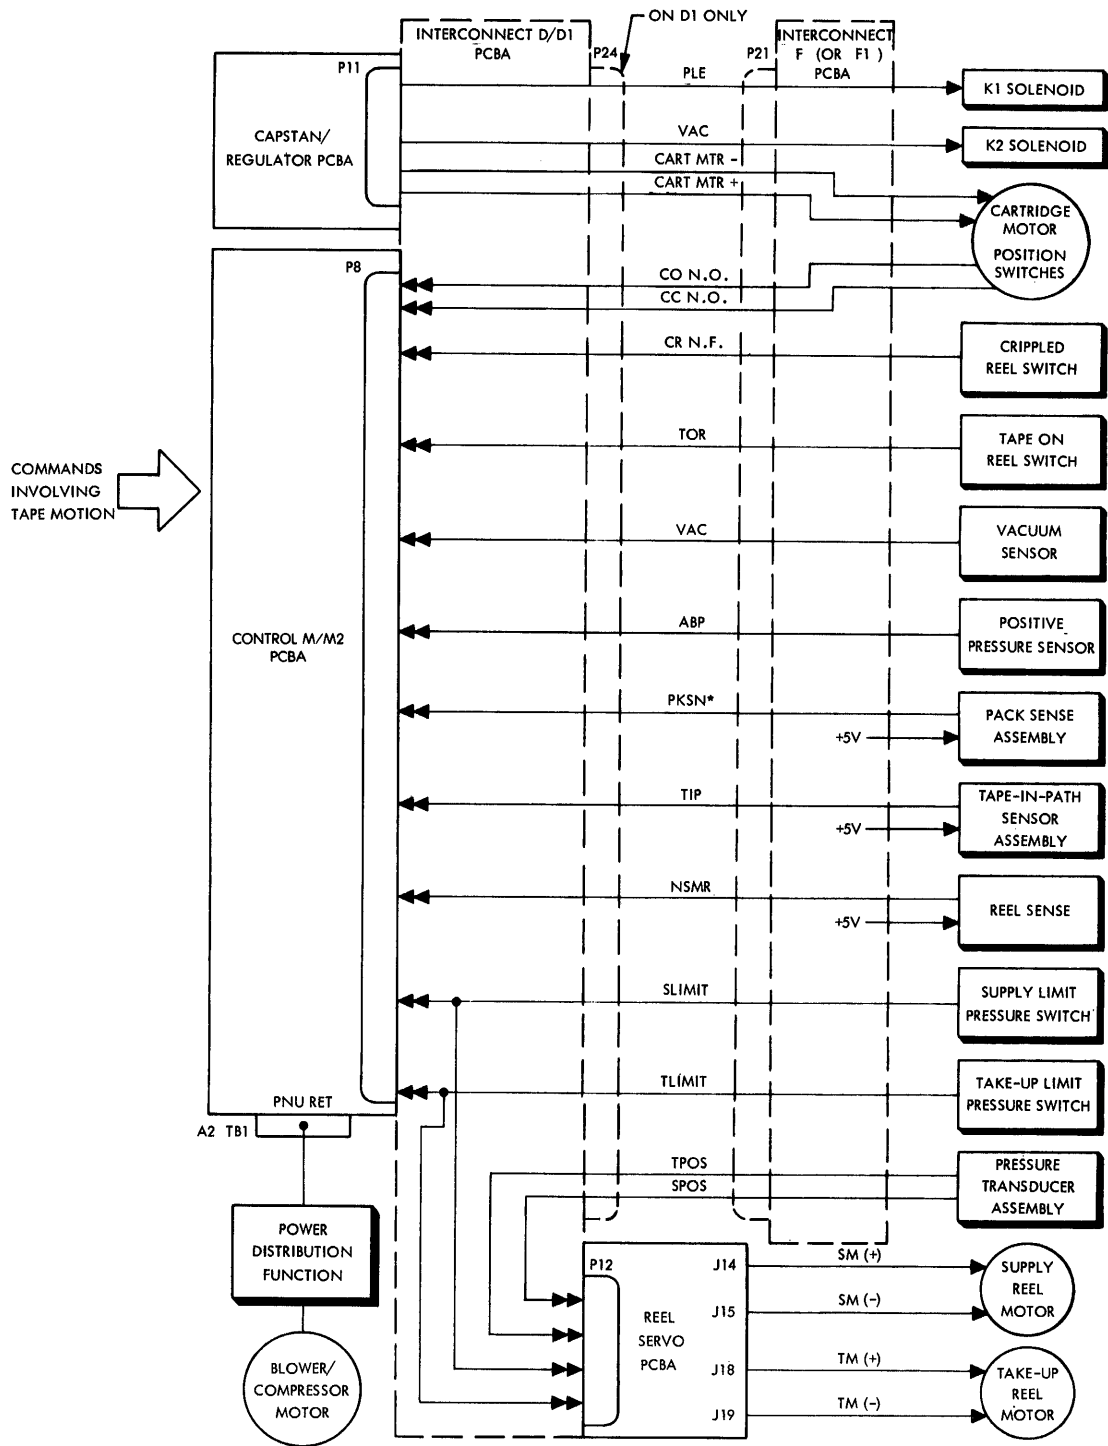 ON D1 ONLY
INTERCONNECT D/D1
PCBA
P24
P21
INTERCONNECT
F (OR F1)
PCBA
P11
PLE
K1 SOLENOID
CAPSTAN/
REGULATOR PCBA
VAC
K2 SOLENOID
CART MTR -
CART MTR +
CARTRIDGE
MOTOR
POSITION
SWITCHES
P8
CO N.O.
CC N.O.
CR N.F.
CRIPPLED
REEL SWITCH
TOR
TAPE ON
REEL SWITCH
COMMANDS
INVOLVING
TAPE MOTION
VAC
VACUUM
SENSOR
CONTROL M/M2
PCBA
ABP
POSITIVE
PRESSURE SENSOR
PKSN*
+5V
PACK SENSE
ASSEMBLY
TIP
+5V
TAPE-IN-PATH
SENSOR
ASSEMBLY
NSMR
+5V
REEL SENSE
SLIMIT
SUPPLY LIMIT
PRESSURE SWITCH
TLIMIT
TAKE-UP LIMIT
PRESSURE SWITCH
PNU RET
A2 TB1
TPOS
SPOS
PRESSURE
TRANSDUCER
ASSEMBLY
POWER
DISTRIBUTION
FUNCTION
BLOWER/
COMPRESSOR
MOTOR
P12
REEL
SERVO
PCBA
J14
J15
J18
J19
SM (+)
SM (-)
TM (+)
TM (-)
SUPPLY
REEL
MOTOR
TAKE-UP
REEL
MOTOR